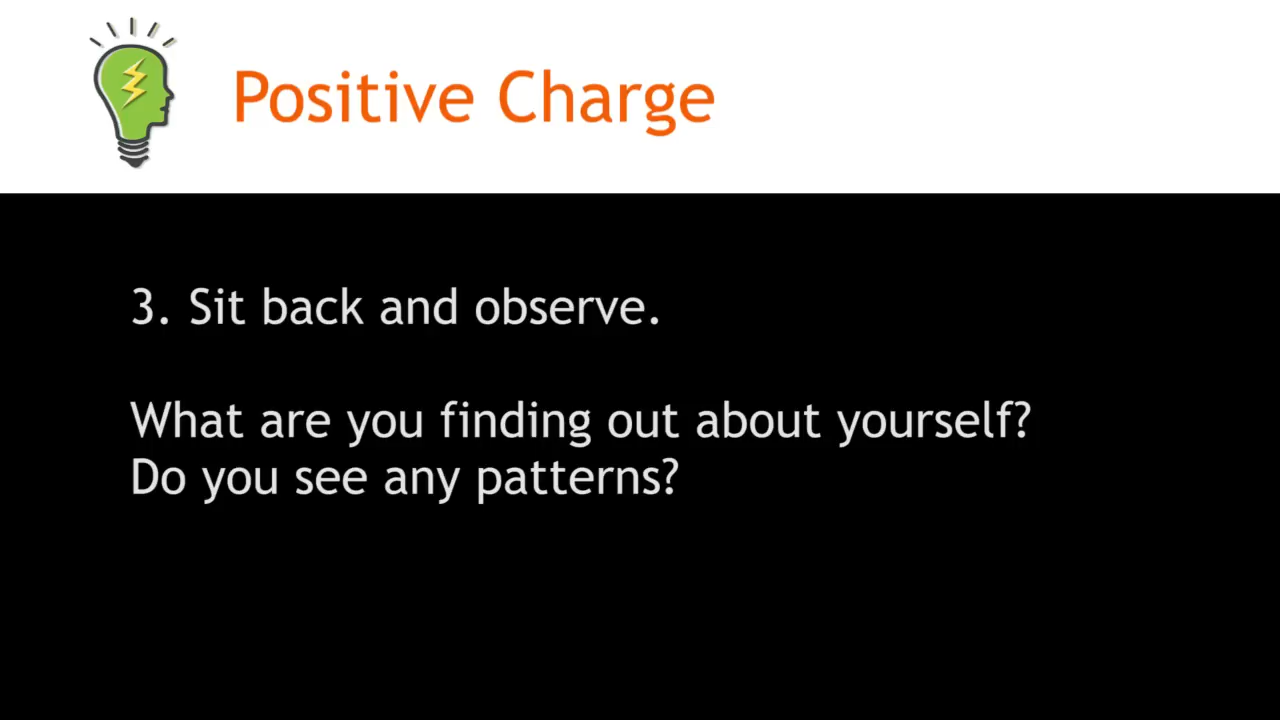 Positive Charge
3. Sit back and observe.
What are you finding out about yourself?
Do you see any patterns?